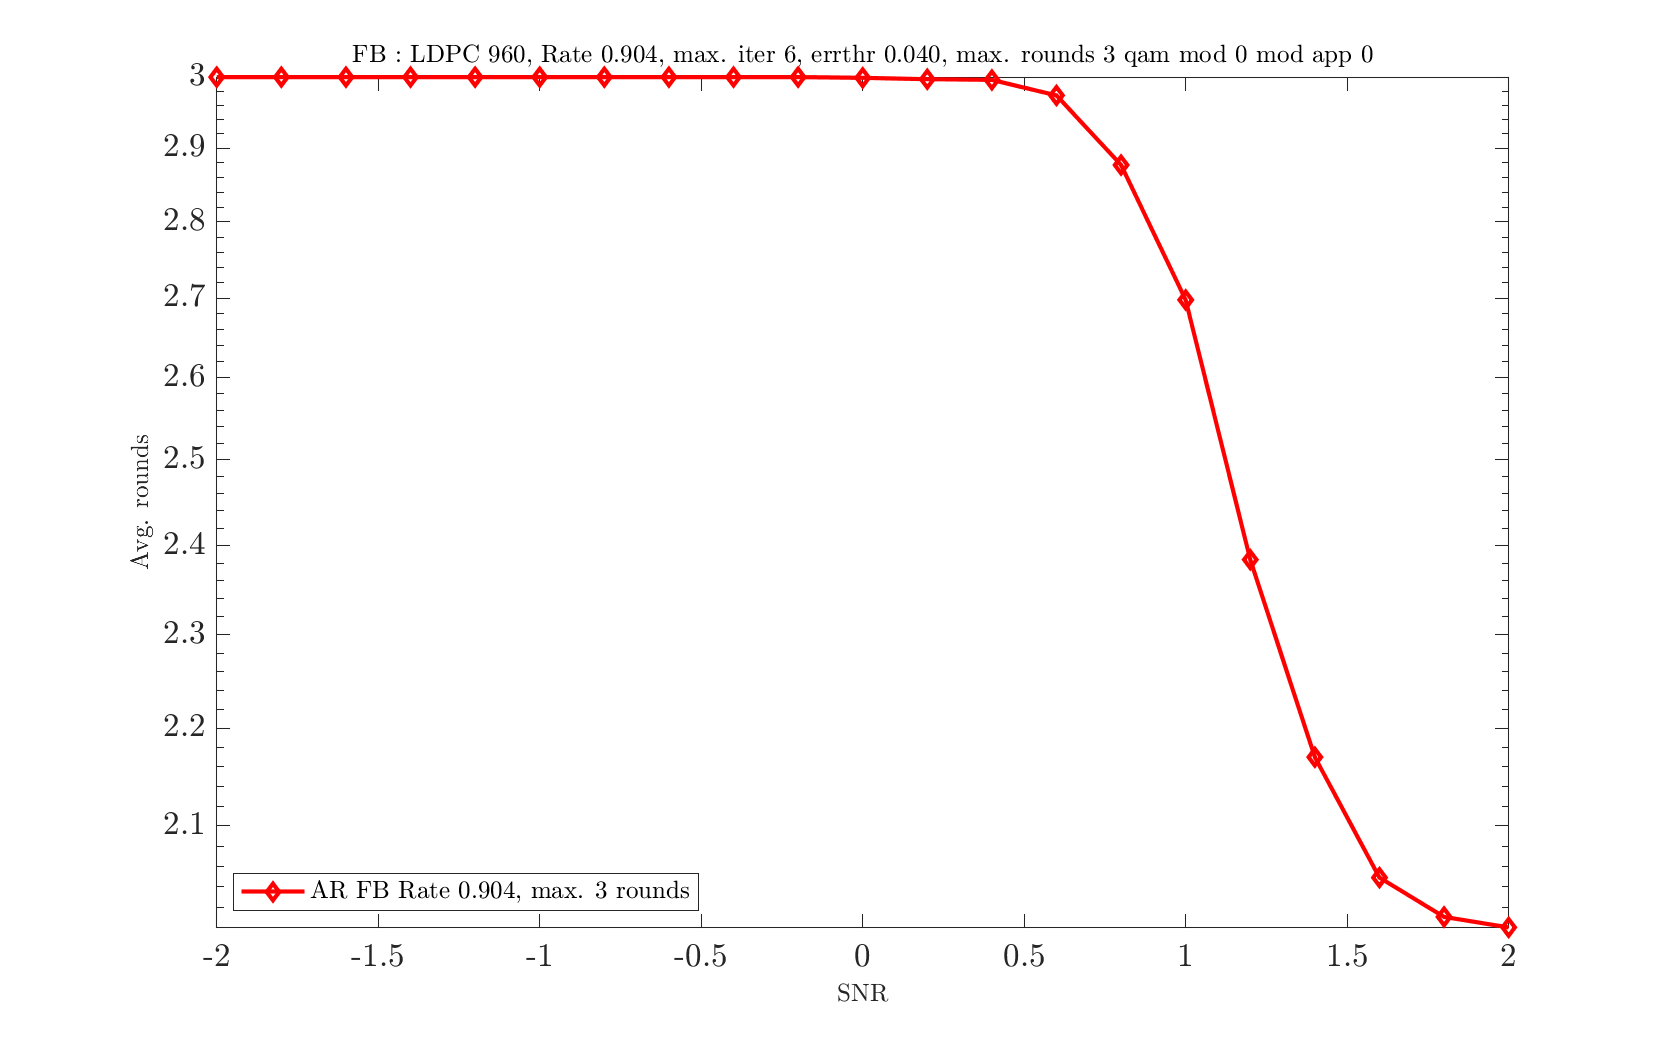 FB : LDPC 960, Rate 0.904, max. iter 6, errthr 0.040, max. rounds 3 qam mod 0 mod app 0
3
2.9
2.8
2.7
2.6
2.5
2.4
2.3
2.2
2.1
Avg. rounds
AR FB Rate 0.904, max. 3 rounds
-2 -1.5 -1 -0.5 0 0.5 1 1.5 2
SNR